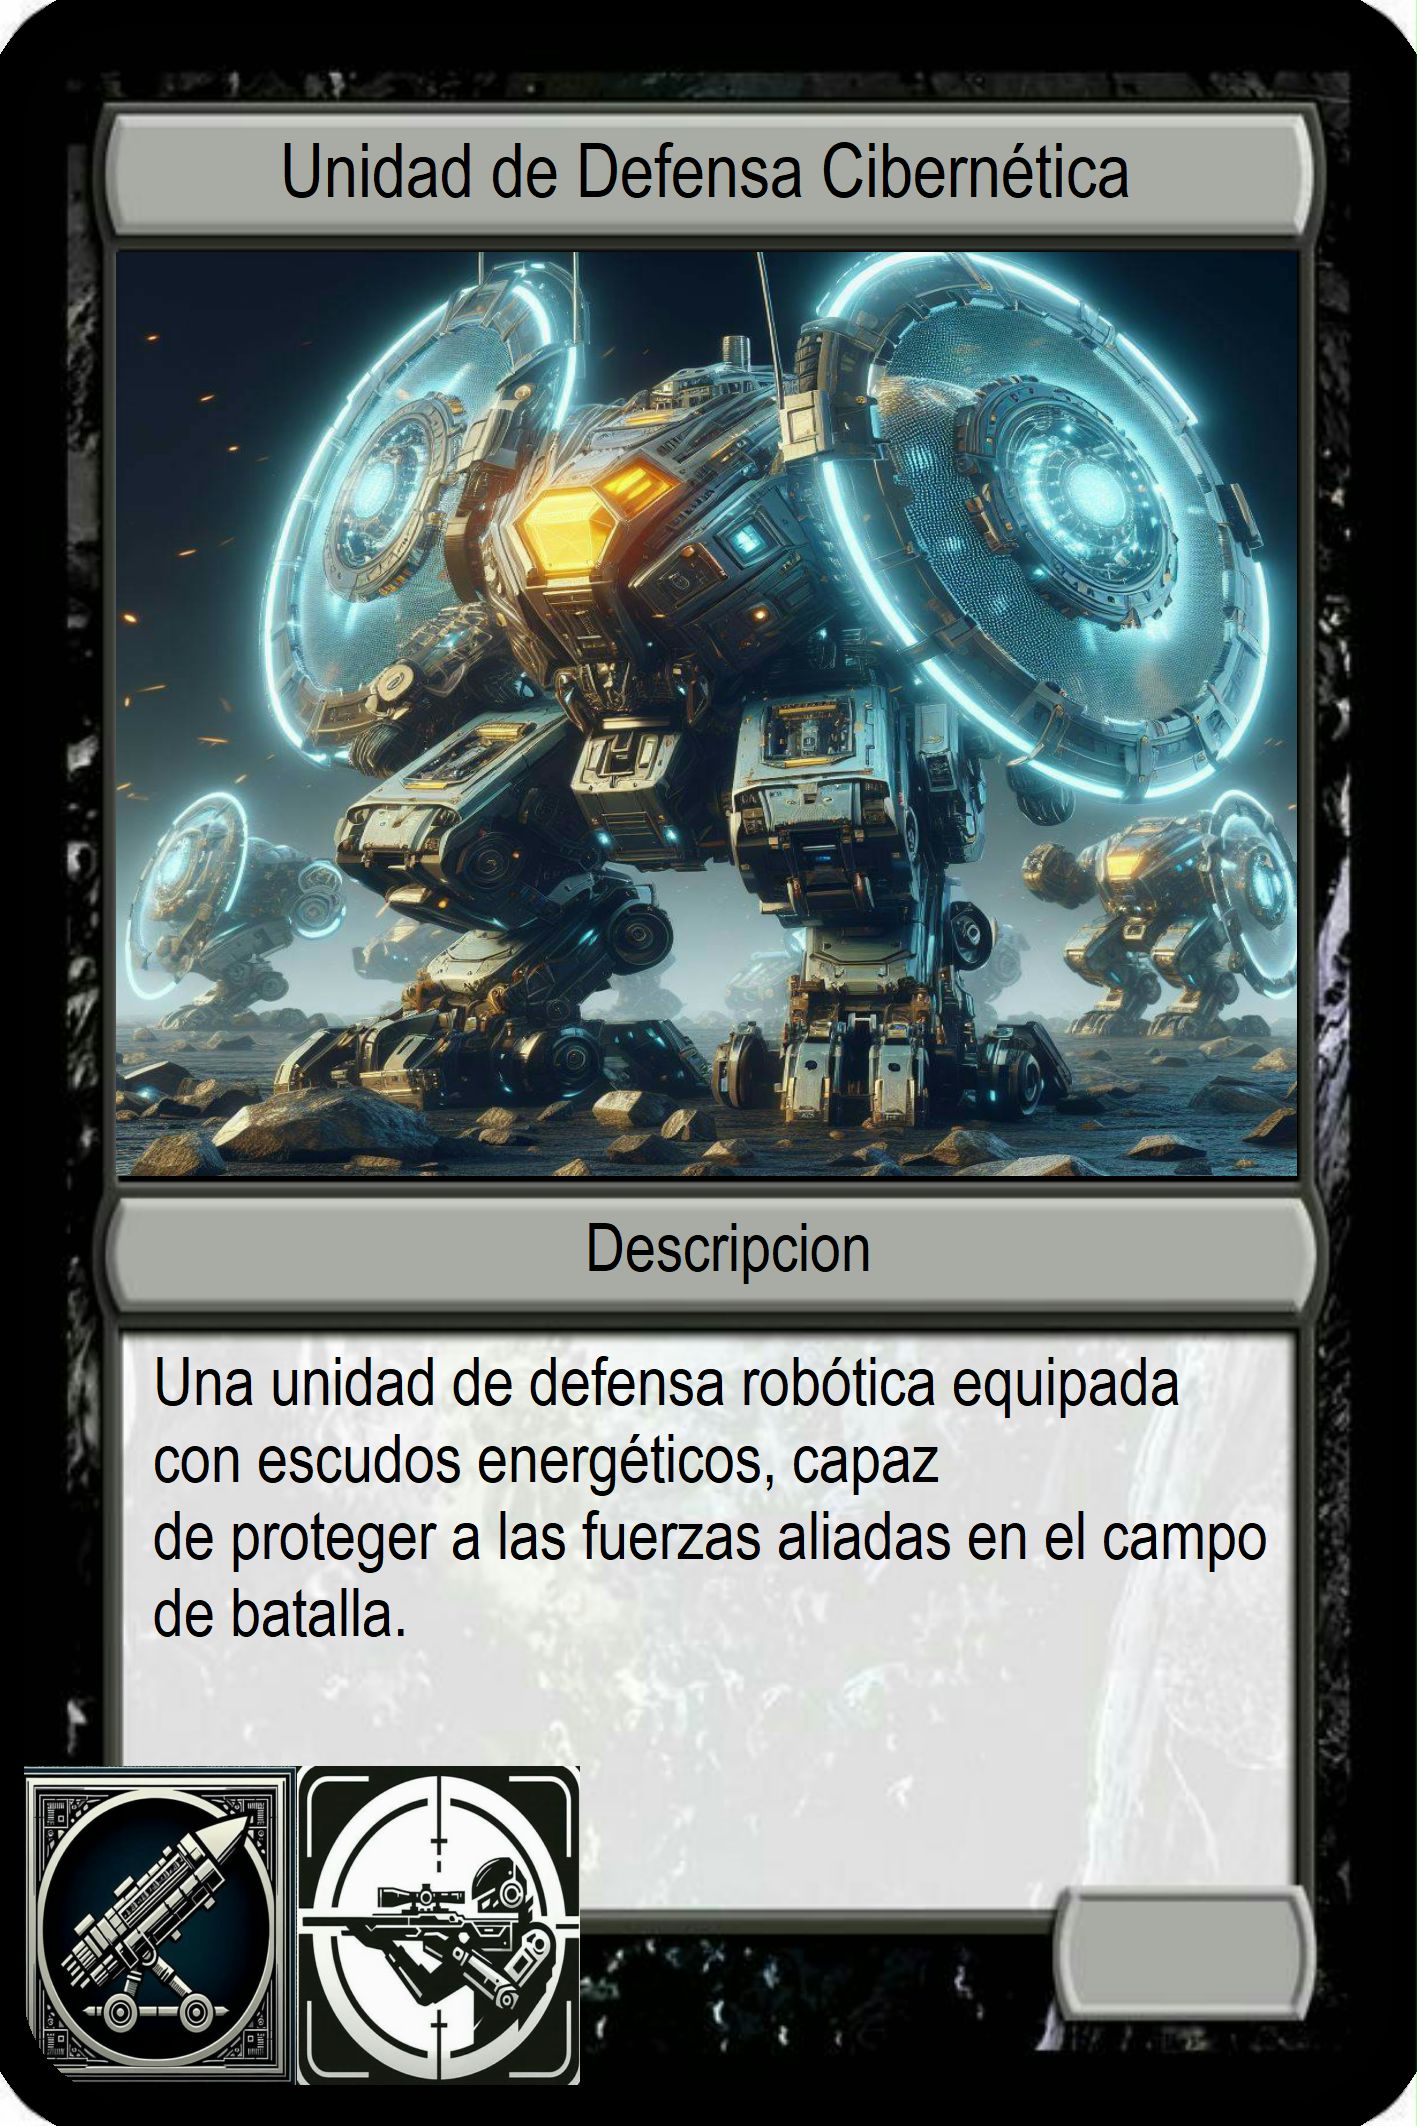 Unidad de Defensa Cibernética
Descripcion
Una unidad de defensa robótica equipada
con escudos energéticos, capaz
de proteger a las fuerzas aliadas en el campo
de batalla.